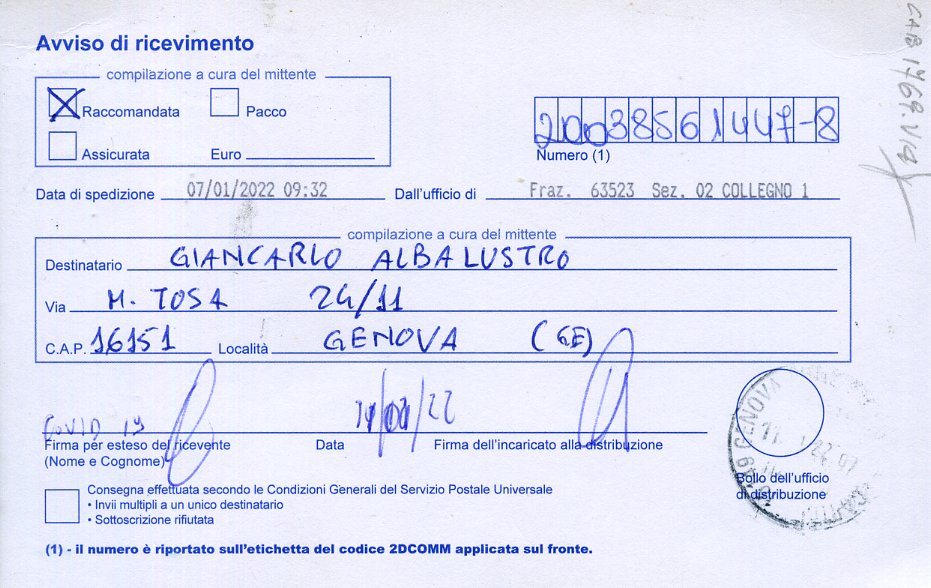 Avviso di ricevimento
compilazione a cura del mittente
Raccomandata Pacco
Assicurata Euro
20038561447-8
Numero (1)
Data di spedizione 07/01/2022 09:32 Dall'ufficio di Fraz. 63523 Sez. 02 COLLEGNO 1
compilazione a cura del mittente
Destinatario GIANCARLO ALBALUSTRO
Via M. TOSA 24/11
C.A.P. 16151 Località GENOVA (GE)
COVID 19
Firma per esteso del ricevente Data Firma dell'incaricato alla distribuzione
(Nome e Cognome)
GENOVA
Bollo dell'ufficio
di distribuzione
Consegna effettuata secondo le Condizioni Generali del Servizio Postale Universale
• Invii multipli a un unico destinatario
• Sottoscrizione rifiutata
(1) - il numero è riportato sull'etichetta del codice 2DCOMM applicata sul fronte.